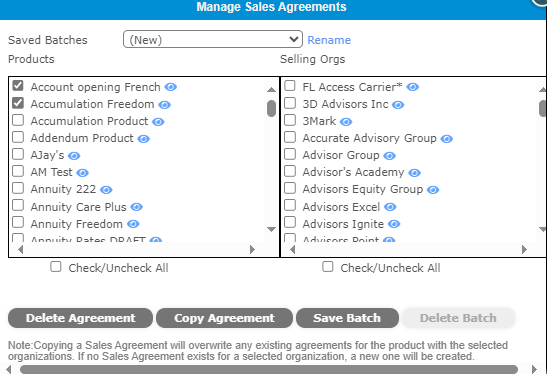 Manage Sales Agreements
Saved Batches (New) Rename
Products
Selling Orgs
Account opening French
Accumulation Freedom
Accumulation Product
Addendum Product
AJay's
AM Test
Annuity 222
Annuity Care Plus
Annuity Freedom
Annuity Rates DRAFT
Check/Uncheck All
FL Access Carrier*
3D Advisors Inc
3Mark
Accurate Advisory Group
Advisor Group
Advisor's Academy
Advisors Equity Group
Advisors Excel
Advisors Ignite
Advisors Point
Check/Uncheck All
Delete Agreement Copy Agreement Save Batch Delete Batch
Note:Copying a Sales Agreement will overwrite any existing agreements for the product with the selected
organizations. If no Sales Agreement exists for a selected organization, a new one will be created.